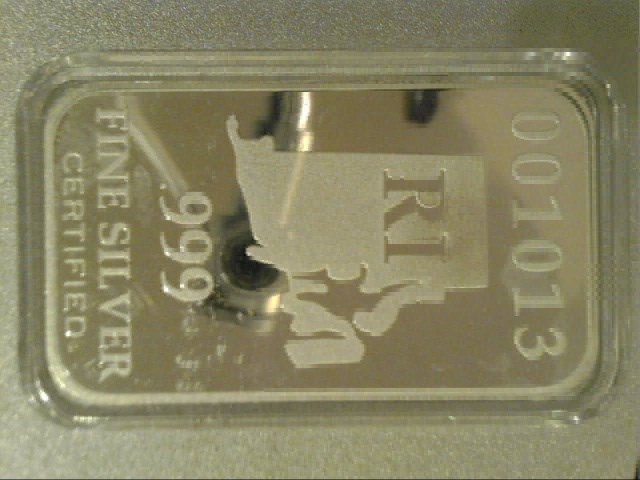 001013
RI
.999
FINE SILVER
CERTIFIED